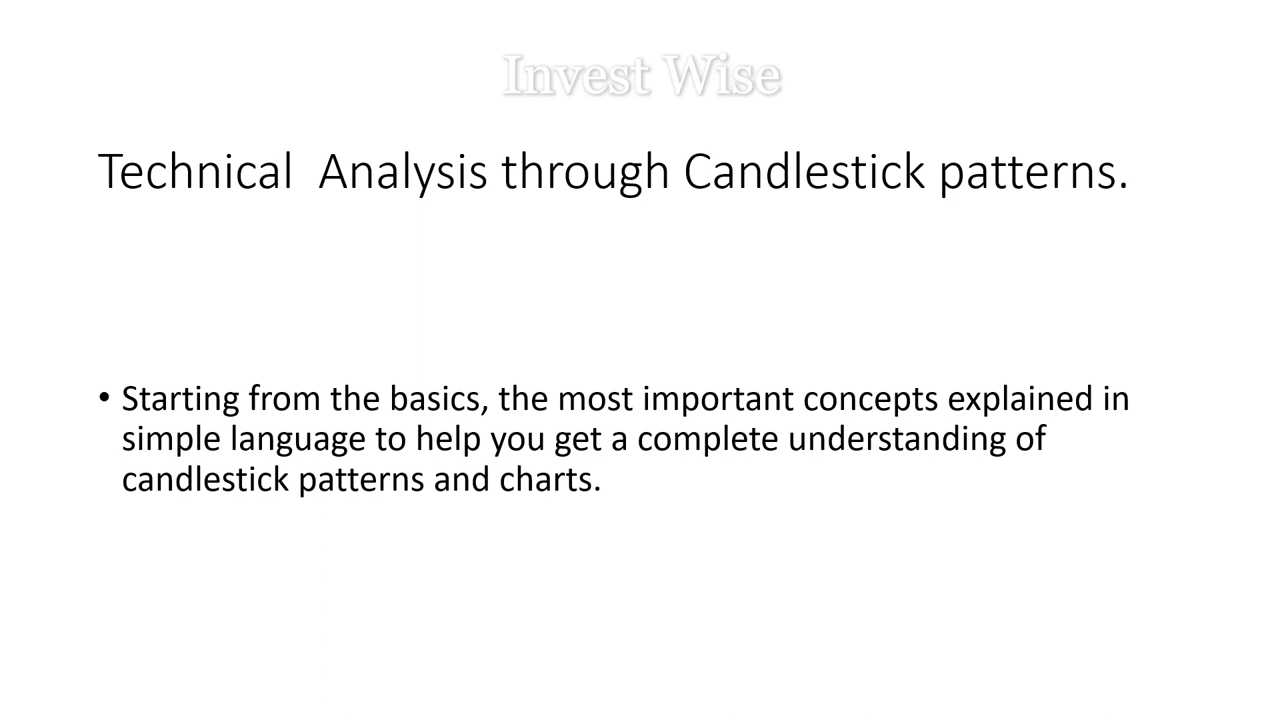 Invest Wise
Technical  Analysis through Candlestick patterns.
• Starting from the basics, the most important concepts explained in
simple language to help you get a complete understanding of
candlestick patterns and charts.